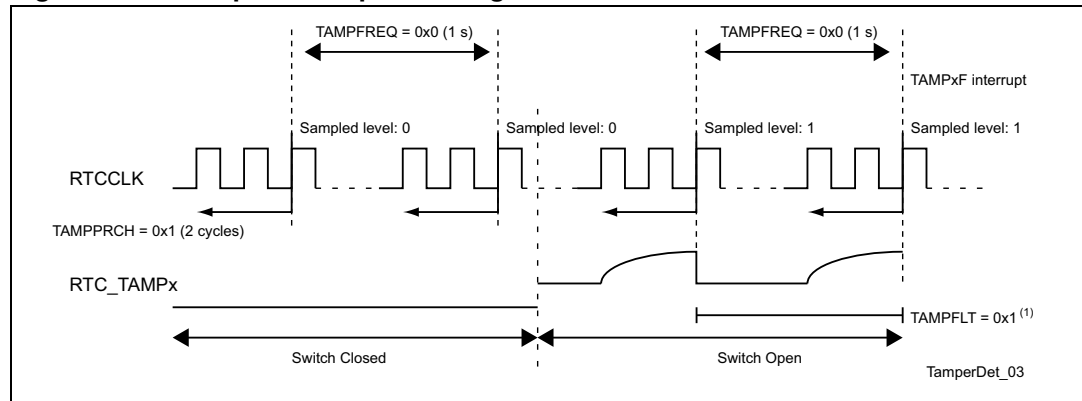 TAMPFREQ = 0x0 (1 s)
TAMPFREQ = 0x0 (1 s)
TAMPxF interrupt
Sampled level: 0
Sampled level: 0
Sampled level: 1
Sampled level: 1
RTCCLK
TAMPPRCH = 0x1 (2 cycles)
RTC_TAMPx
TAMPFLT = 0x1 (1)
Switch Closed
Switch Open
TamperDet_03